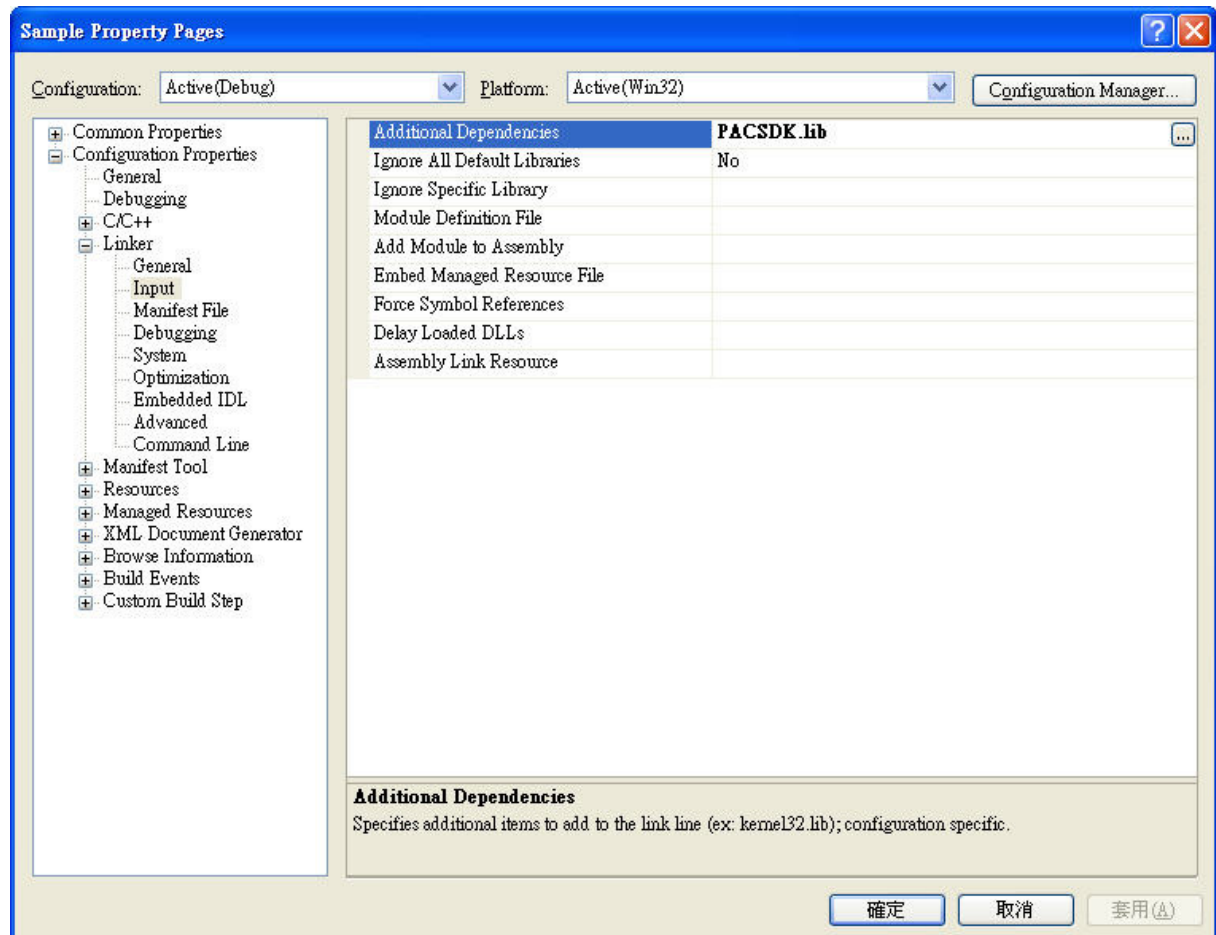 Sample Property Pages
Configuration: Active(Debug) Platform: Active(Win32) Configuration Manager...
Common Properties
Configuration Properties
General
Debugging
C/C++
Linker
General
Input
Manifest File
Debugging
System
Optimization
Embedded IDL
Advanced
Command Line
Manifest Tool
Resources
Managed Resources
XML Document Generator
Browse Information
Build Events
Custom Build Step
Additional Dependencies PACSDK.lib ...
Ignore All Default Libraries No
Ignore Specific Library
Module Definition File
Add Module to Assembly
Embed Managed Resource File
Force Symbol References
Delay Loaded DLLs
Assembly Link Resource
Additional Dependencies
Specifies additional items to add to the link line (ex: kernel32.lib); configuration specific.
確定 取消 套用(A)